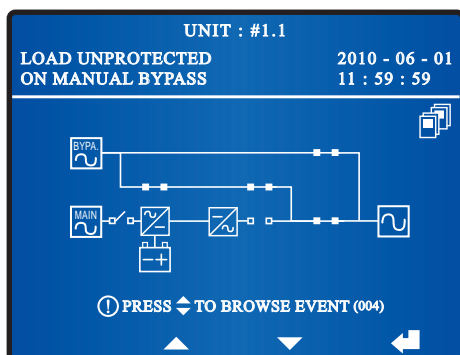 UNIT : #1.1
LOAD UNPROTECTED 2010 - 06 - 01
ON MANUAL BYPASS 11 : 59 : 59
BYPA.
MAIN
PRESS TO BROWSE EVENT (004)